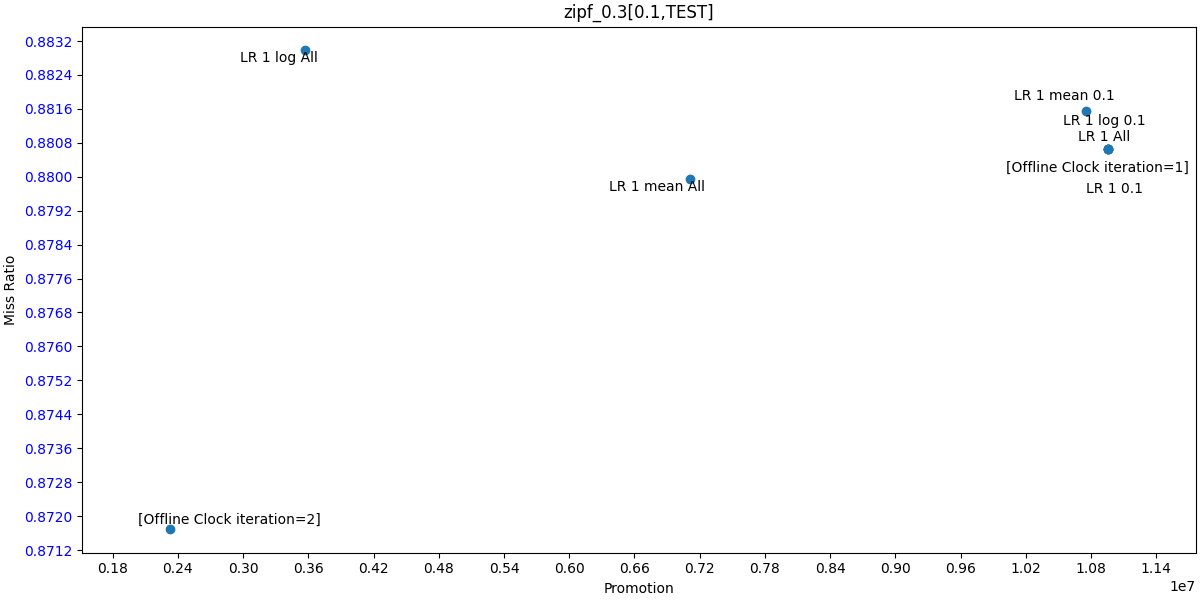 zipf_0.3[0.1,TEST]
0.8832
0.8824
0.8816
0.8808
0.8800
0.8792
0.8784
0.8776
0.8768
0.8760
0.8752
0.8744
0.8736
0.8728
0.8720
0.8712
Miss Ratio
LR 1 log All
LR 1 mean 0.1
LR 1 log 0.1
LR 1 All
[Offline Clock iteration=1]
LR 1 mean All
LR 1 0.1
[Offline Clock iteration=2]
0.18 0.24 0.30 0.36 0.42 0.48 0.54 0.60 0.66 0.72 0.78 0.84 0.90 0.96 1.02 1.08 1.14
1e7
Promotion